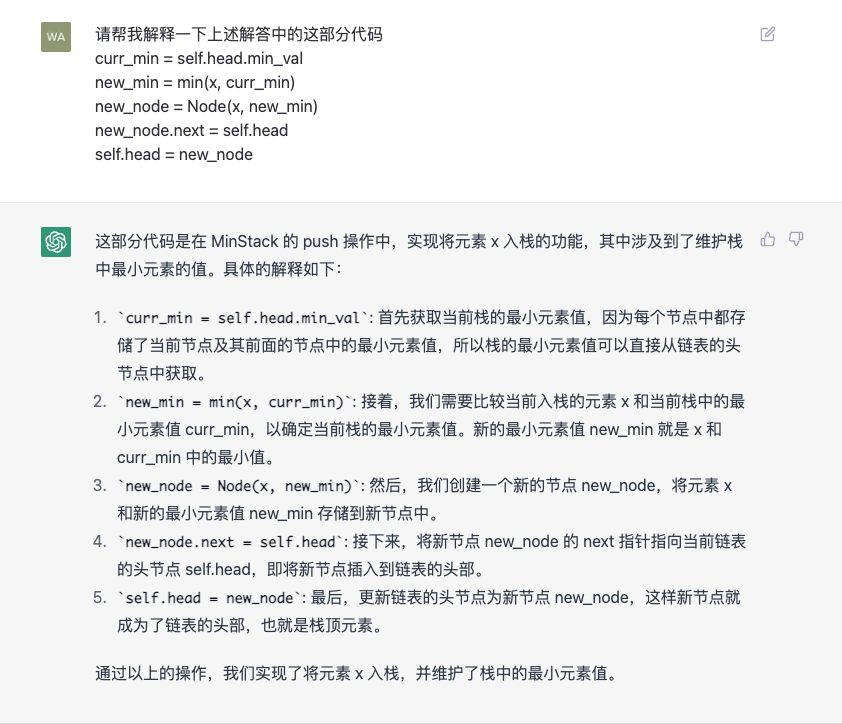 WA
请帮我解释一下上述解答中的这部分代码
curr_min = self.head.min_val
new_min = min(x, curr_min)
new_node = Node(x, new_min)
new_node.next = self.head
self.head = new_node
这部分代码是在 MinStack 的 push 操作中，实现将元素 x 入栈的功能，其中涉及到了维护栈
中最小元素的值。具体的解释如下：
1. `curr_min = self.head.min_val`: 首先获取当前栈的最小元素值，因为每个节点中都存
储了当前节点及其前面的节点中的最小元素值，所以栈的最小元素值可以直接从链表的头
节点中获取。
2. `new_min = min(x, curr_min)`: 接着，我们需要比较当前入栈的元素 x 和当前栈中的最
小元素值 curr_min，以确定当前栈的最小元素值。新的最小元素值 new_min 就是 x 和
curr_min 中的最小值。
3. `new_node = Node(x, new_min)`: 然后，我们创建一个新的节点 new_node，将元素 x
和新的最小元素值 new_min 存储到新节点中。
4. `new_node.next = self.head`: 接下来，将新节点 new_node 的 next 指针指向当前链表
的头节点 self.head，即将新节点插入到链表的头部。
5. `self.head = new_node`: 最后，更新链表的头节点为新节点 new_node，这样新节点就
成为了链表的头部，也就是栈顶元素。
通过以上的操作，我们实现了将元素 x 入栈，并维护了栈中的最小元素值。